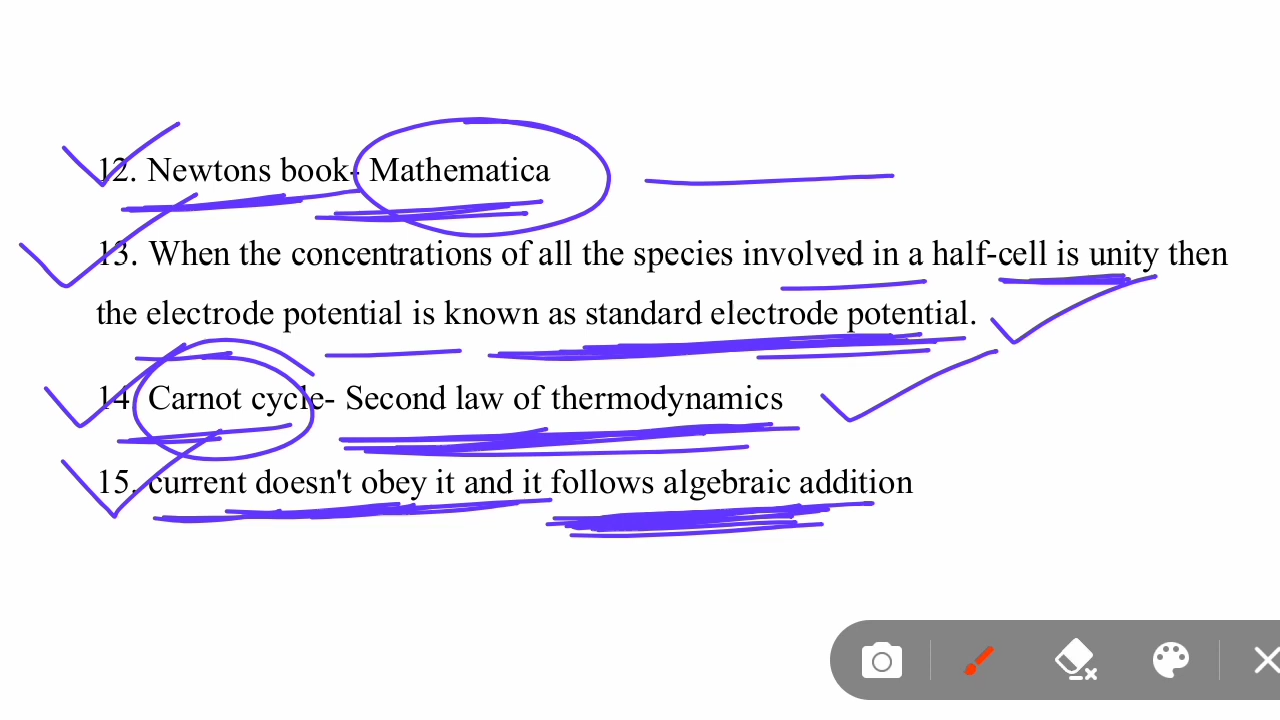 12. Newtons book- Mathematica
13. When the concentrations of all the species involved in a half-cell is unity then
the electrode potential is known as standard electrode potential.
14. Carnot cycle- Second law of thermodynamics
15. current doesn't obey it and it follows algebraic addition